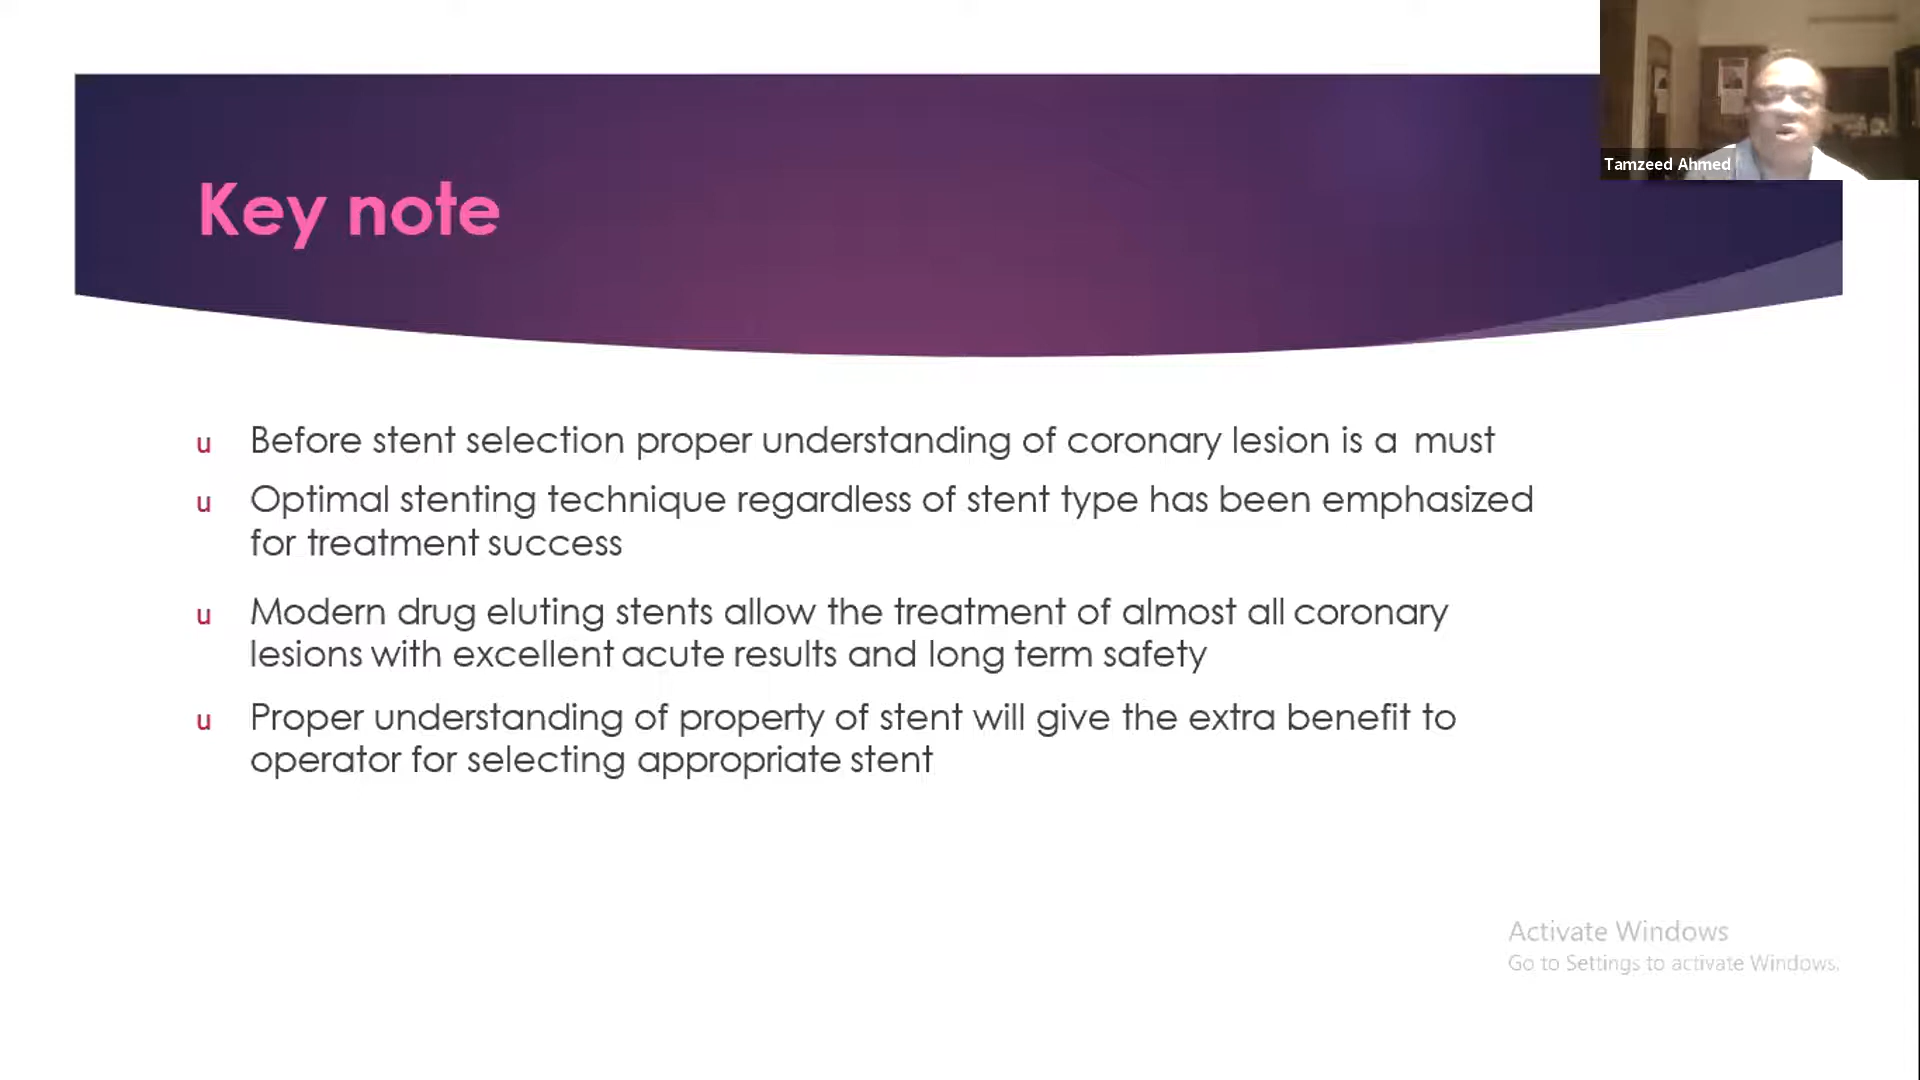 Tamzeed Ahmed
Key note
u Before stent selection proper understanding of coronary lesion is a must
u Optimal stenting technique regardless of stent type has been emphasized
for treatment success
u Modern drug eluting stents allow the treatment of almost all coronary
lesions with excellent acute results and long term safety
u Proper understanding of property of stent will give the extra benefit to
operator for selecting appropriate stent
Activate Windows
Go to Settings to activate Windows.